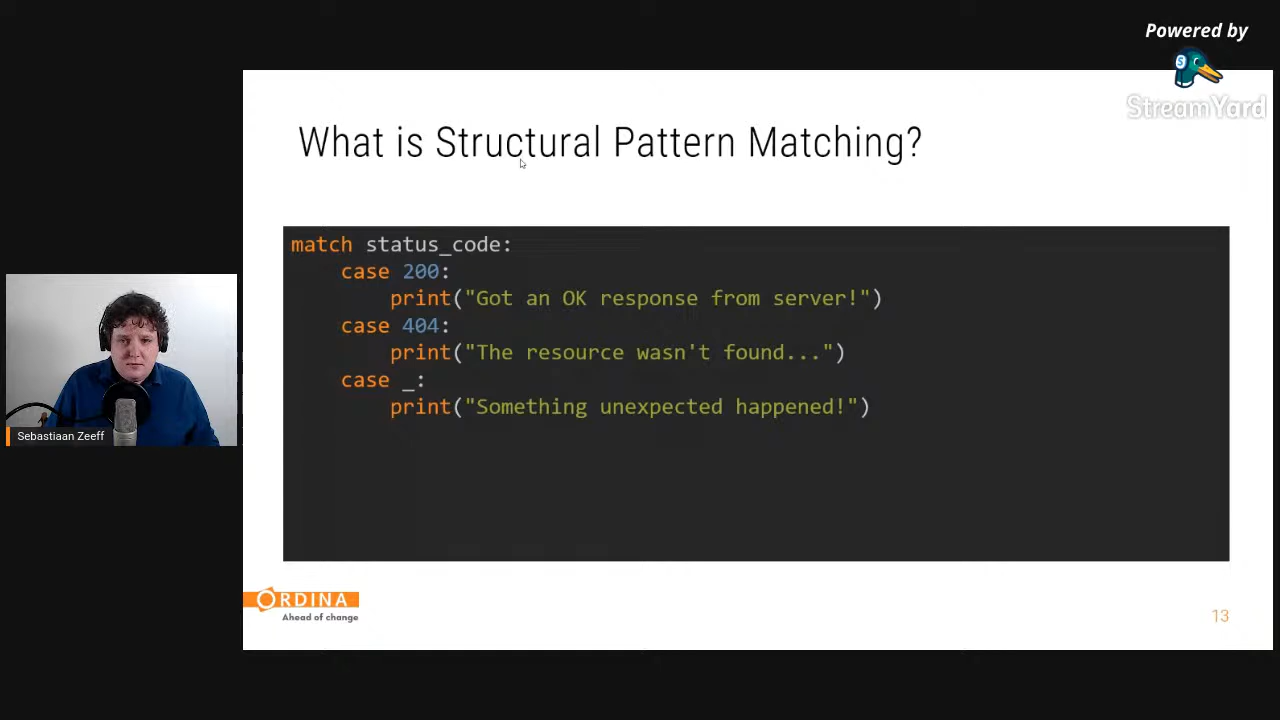 Powered by
StreamYard
What is Structural Pattern Matching?
match status_code:
    case 200:
        print("Got an OK response from server!")
    case 404:
        print("The resource wasn't found...")
    case _:
        print("Something unexpected happened!")
Sebastiaan Zeeff
ORDINA
Ahead of change
13